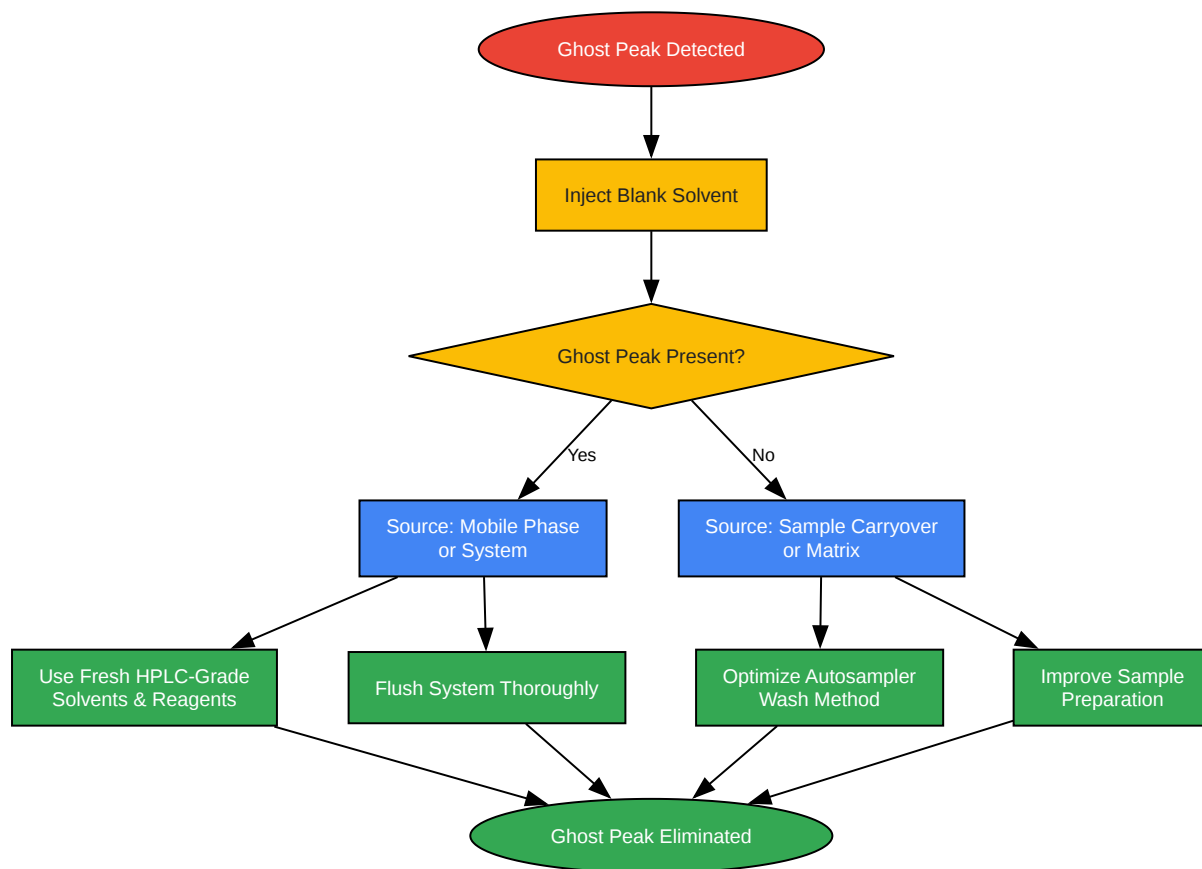 Ghost Peak Detected
Inject Blank Solvent
Ghost Peak Present?
Yes
No
Source: Mobile Phase
or System
Source: Sample Carryover
or Matrix
Use Fresh HPLC-Grade
Solvents & Reagents
Flush System Thoroughly
Optimize Autosampler
Wash Method
Improve Sample
Preparation
Ghost Peak Eliminated